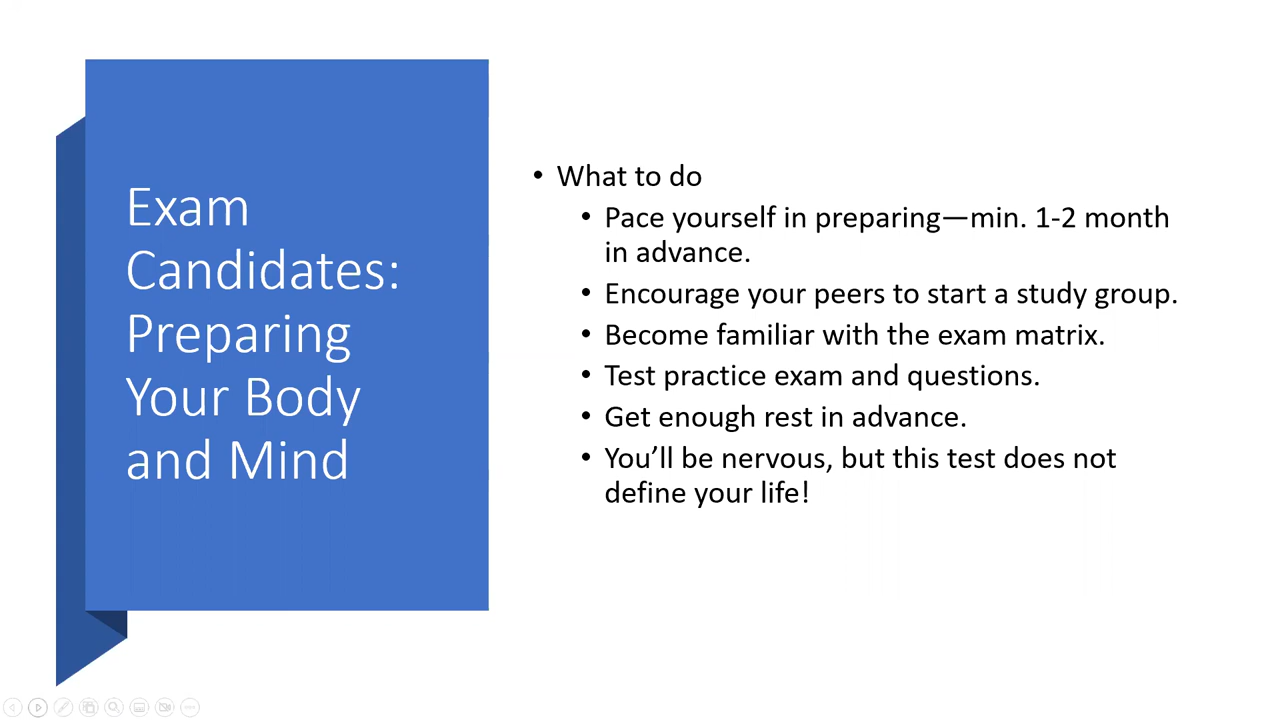 Exam
Candidates:
Preparing
Your Body
and Mind
• What to do
• Pace yourself in preparing—min. 1-2 month
in advance.
• Encourage your peers to start a study group.
• Become familiar with the exam matrix.
• Test practice exam and questions.
• Get enough rest in advance.
• You’ll be nervous, but this test does not
define your life!